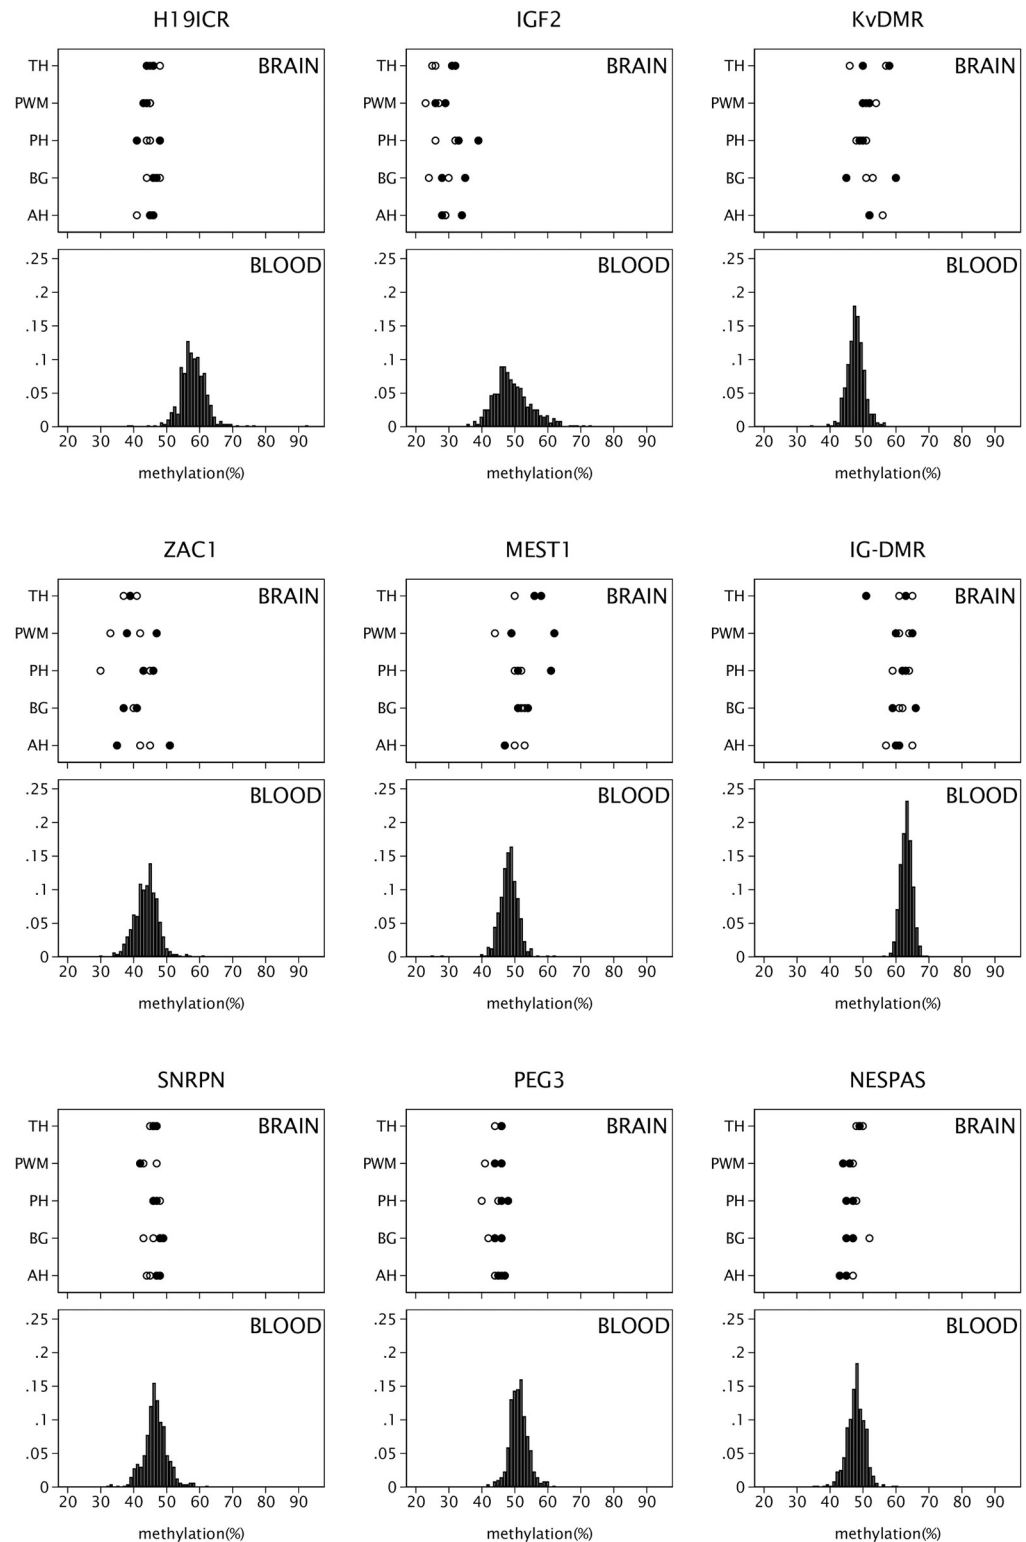 H19ICR IGF2 KvDMR
TH BRAIN TH BRAIN TH BRAIN
PWM PWM PWM
PH PH PH
BG BG BG
AH AH AH
.25 BLOOD .25 BLOOD .25 BLOOD
.2 .2 .2
.15 .15 .15
.1 .1 .1
.05 .05 .05
0 0 0
20 30 40 50 60 70 80 90 20 30 40 50 60 70 80 90 20 30 40 50 60 70 80 90
methylation(%) methylation(%) methylation(%)
ZAC1 MEST1 IG-DMR
TH BRAIN TH BRAIN TH BRAIN
PWM PWM PWM
PH PH PH
BG BG BG
AH AH AH
.25 BLOOD .25 BLOOD .25 BLOOD
.2 .2 .2
.15 .15 .15
.1 .1 .1
.05 .05 .05
0 0 0
20 30 40 50 60 70 80 90 20 30 40 50 60 70 80 90 20 30 40 50 60 70 80 90
methylation(%) methylation(%) methylation(%)
SNRPN PEG3 NESPAS
TH BRAIN TH BRAIN TH BRAIN
PWM PWM PWM
PH PH PH
BG BG BG
AH AH AH
.25 BLOOD .25 BLOOD .25 BLOOD
.2 .2 .2
.15 .15 .15
.1 .1 .1
.05 .05 .05
0 0 0
20 30 40 50 60 70 80 90 20 30 40 50 60 70 80 90 20 30 40 50 60 70 80 90
methylation(%) methylation(%) methylation(%)